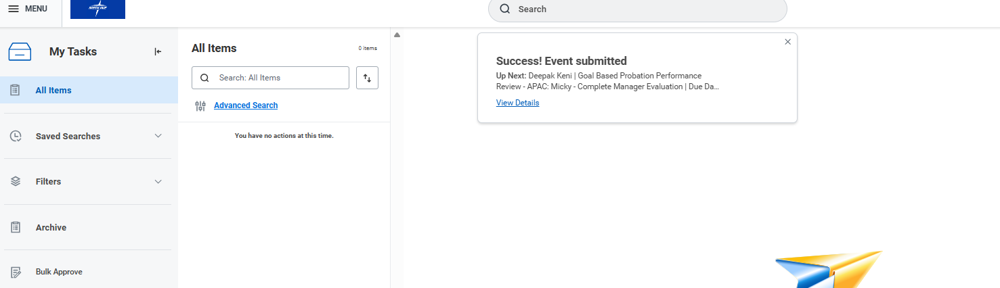 MENU
MEDLINE
Search
My Tasks
All Items
Saved Searches
Filters
Archive
Bulk Approve
All Items
0 items
Search: All Items
Advanced Search
You have no actions at this time.
Success! Event submitted
Up Next: Deepak Keni | Goal Based Probation Performance
Review - APAC: Micky - Complete Manager Evaluation | Due Da...
View Details